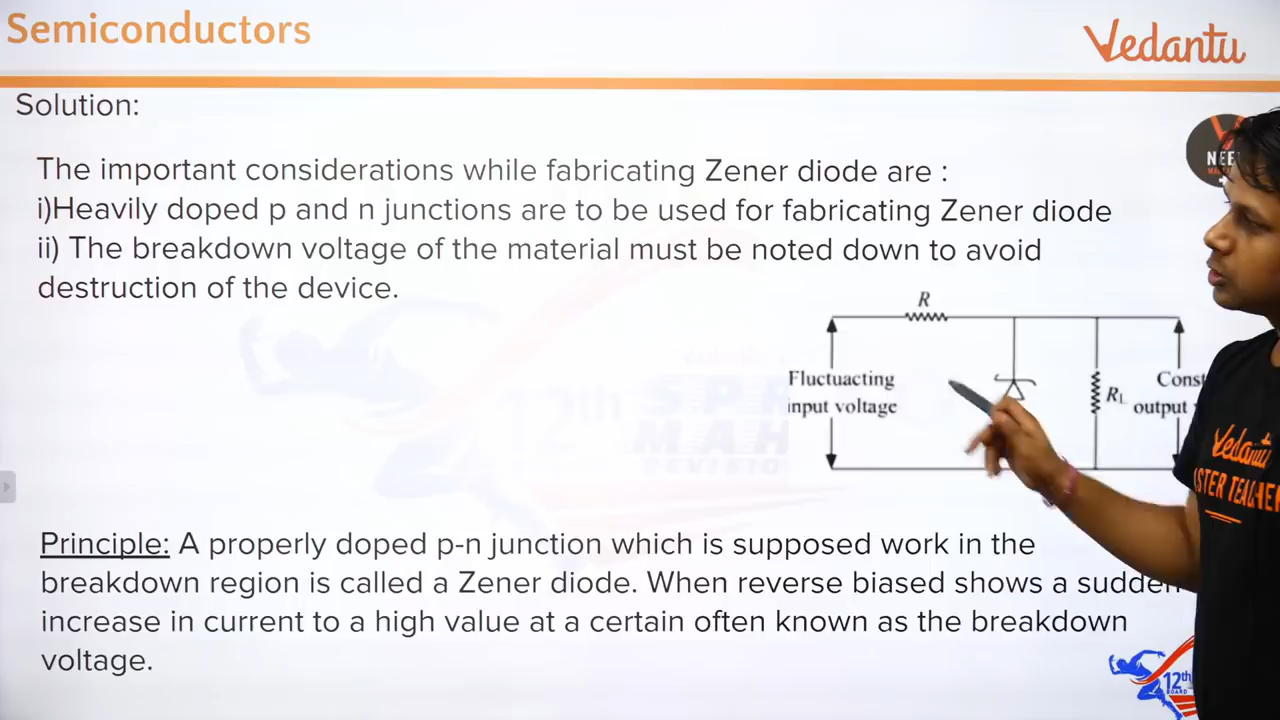 Semiconductors
Vedantu
Solution:
The important considerations while fabricating Zener diode are :
i)Heavily doped p and n junctions are to be used for fabricating Zener diode
ii) The breakdown voltage of the material must be noted down to avoid
destruction of the device.
R
Fluctuacting
input voltage
RL
output
Principle: A properly doped p-n junction which is supposed work in the
breakdown region is called a Zener diode. When reverse biased shows a sudden
increase in current to a high value at a certain often known as the breakdown
voltage.
12th
BOARD
Vedantu